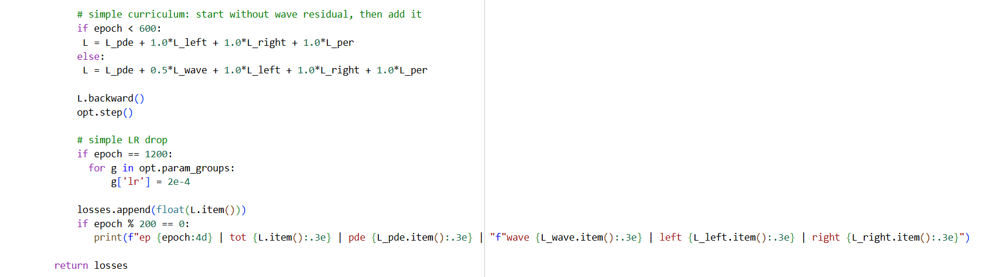 # simple curriculum: start without wave residual, then add it
if epoch < 600:
L = L_pde + 1.0*L_left + 1.0*L_right + 1.0*L_per
else:
L = L_pde + 0.5*L_wave + 1.0*L_left + 1.0*L_right + 1.0*L_per
L.backward()
opt.step()
# simple LR drop
if epoch == 1200:
for g in opt.param_groups:
g['lr'] = 2e-4
losses.append(float(L.item()))
if epoch % 200 == 0:
print(f"ep {epoch:4d} | tot {L.item():.3e} | pde {L_pde.item():.3e} | "f"wave {L_wave.item():.3e} | left {L_left.item():.3e} | right {L_right.item():.3e}")
return losses